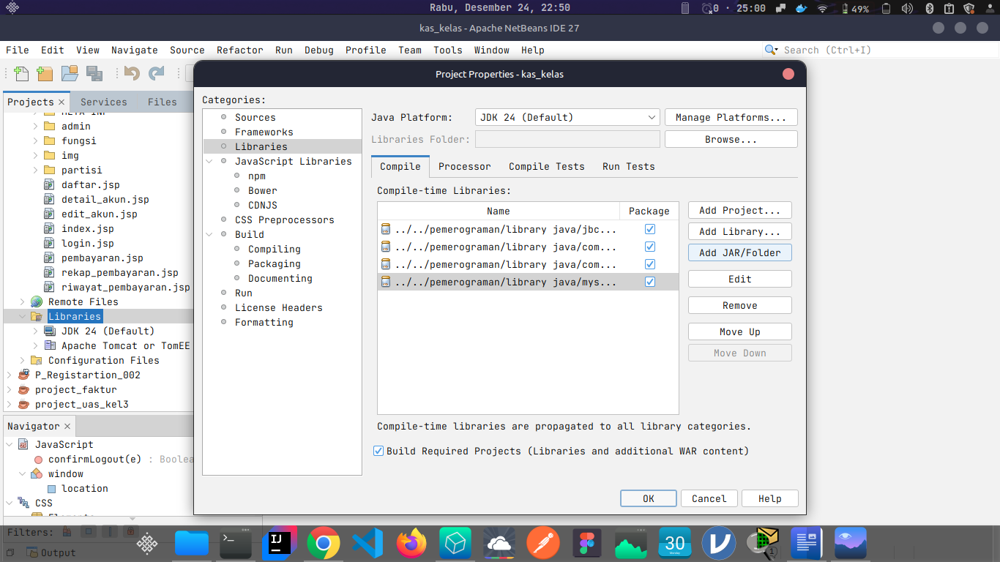 Rabu, Desember 24, 22:50
0 · 25:00
49%
kas_kelas - Apache NetBeans IDE 27
File Edit View Navigate Source Refactor Run Debug Profile Team Tools Window Help
Search (Ctrl+I)
Projects
Services
Files
META-INF
admin
fungsi
img
partisi
daftar.jsp
detail_akun.jsp
edit_akun.jsp
index.jsp
login.jsp
pembayaran.jsp
rekap_pembayaran.jsp
riwayat_pembayaran.jsp
Remote Files
Libraries
JDK 24 (Default)
Apache Tomcat or TomEE
Configuration Files
P_Registartion_002
project_faktur
project_uas_kel3
Navigator
JavaScript
confirmLogout(e) : Boolea
window
location
CSS
Elements
Filters:
Output
Project Properties - kas_kelas
Categories:
Sources
Frameworks
Libraries
JavaScript Libraries
npm
Bower
CDNJS
CSS Preprocessors
Build
Compiling
Packaging
Documenting
Run
License Headers
Formatting
Java Platform:
JDK 24 (Default)
Manage Platforms...
Libraries Folder:
Browse...
Compile
Processor
Compile Tests
Run Tests
Compile-time Libraries:
Name
Package
../../pemerograman/library java/jbc...
../../pemerograman/library java/com...
../../pemerograman/library java/com...
../../pemerograman/library java/mys...
Add Project...
Add Library...
Add JAR/Folder
Edit
Remove
Move Up
Move Down
Compile-time libraries are propagated to all library categories.
Build Required Projects (Libraries and additional WAR content)
OK
Cancel
Help
IJ
30
Monday
1